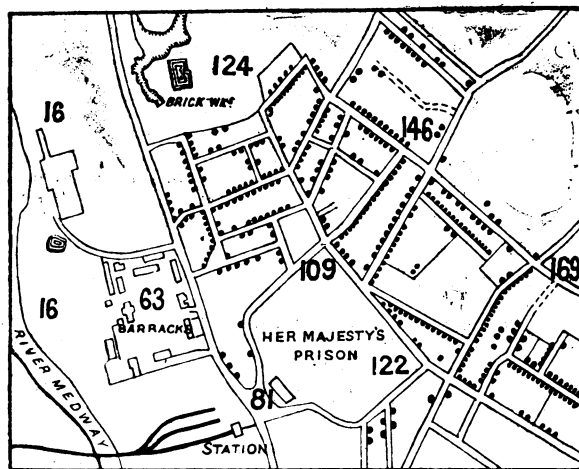 124
BRICK WKS
16
146
109
169
16
63
BARRACKS
HER MAJESTY'S
PRISON
122
81
RIVER MEDWAY
STATION